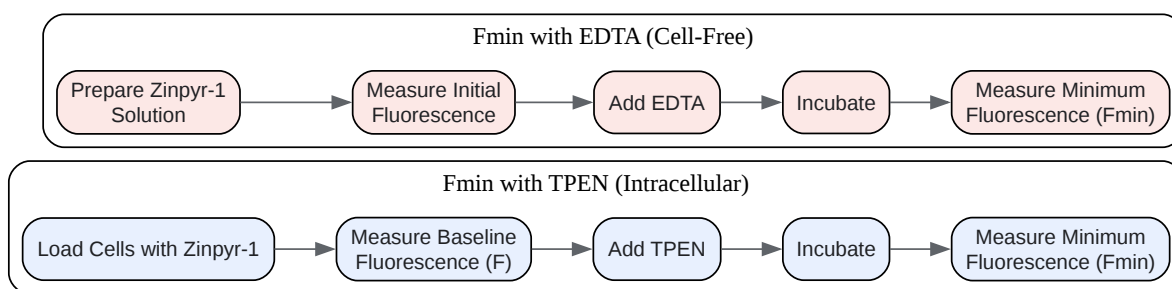 Fmin with EDTA (Cell-Free)
Prepare Zinpyr-1
Solution
Measure Initial
Fluorescence
Add EDTA
Incubate
Measure Minimum
Fluorescence (Fmin)
Fmin with TPEN (Intracellular)
Load Cells with Zinpyr-1
Measure Baseline
Fluorescence (F)
Add TPEN
Incubate
Measure Minimum
Fluorescence (Fmin)